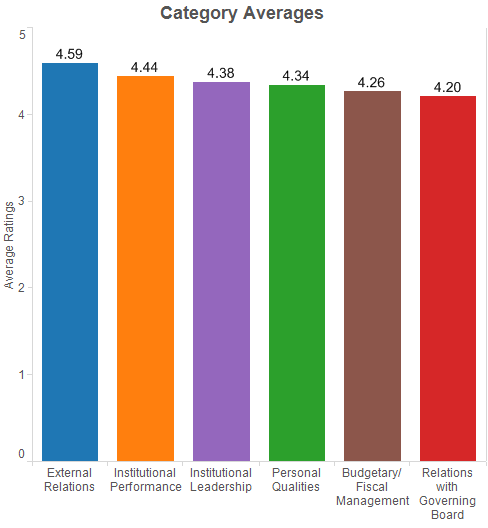 Category Averages
Average Ratings
5
4
3
2
1
0
4.59
4.44
4.38
4.34
4.26
4.20
External
Relations
Institutional
Performance
Institutional
Leadership
Personal
Qualities
Budgetary/
Fiscal
Management
Relations
with
Governing
Board